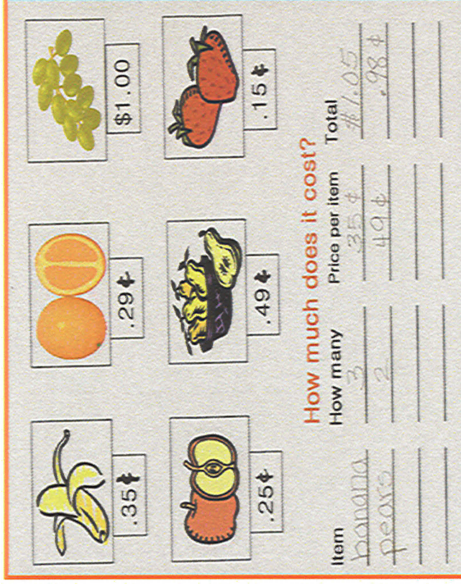 .35¢ .29¢ $1.00
.25¢ .49¢ .15¢
How much does it cost?
Item How many Price per item Total
banana 3 .35¢ $1.05
pears 2 49¢ .98¢